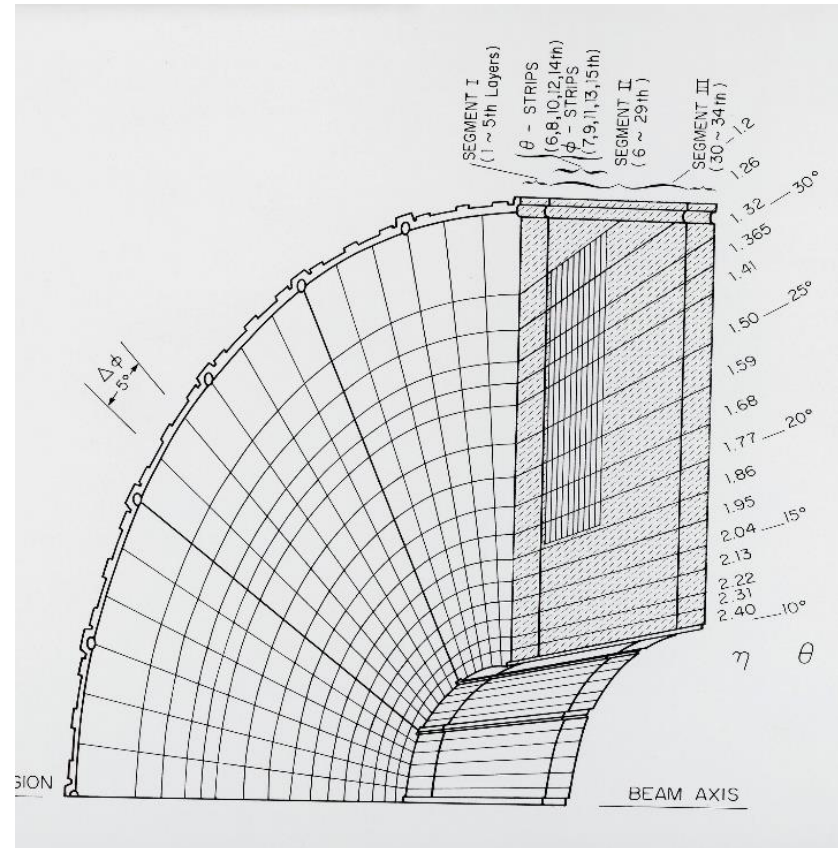 SEGMENT I
(1 ~ 5th Layers)
θ - STRIPS
(6,8,10,12,14th)
φ - STRIPS
(7,9,11,13,15th)
SEGMENT II
(6 ~ 29th)
SEGMENT III
(30 ~ 34th)
1.2
1.26
1.32 30°
1.365
1.41
1.50 25°
1.59
1.68
1.77 20°
1.86
1.95
2.04 15°
2.13
2.22
2.31
2.40 10°
η θ
Δφ
5°
SION
BEAM AXIS